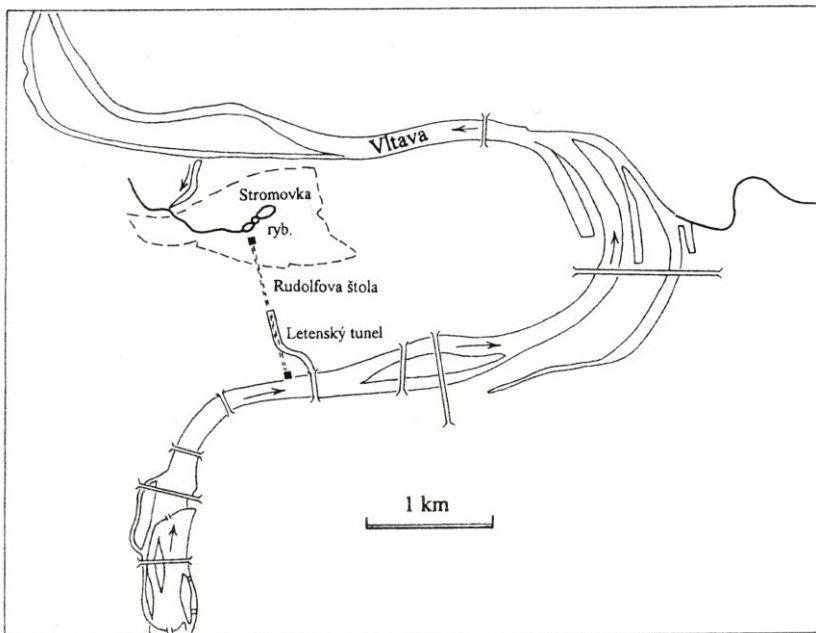 Vltava
Stromovka
ryb.
Rudolfova štola
Letenský tunel
1 km